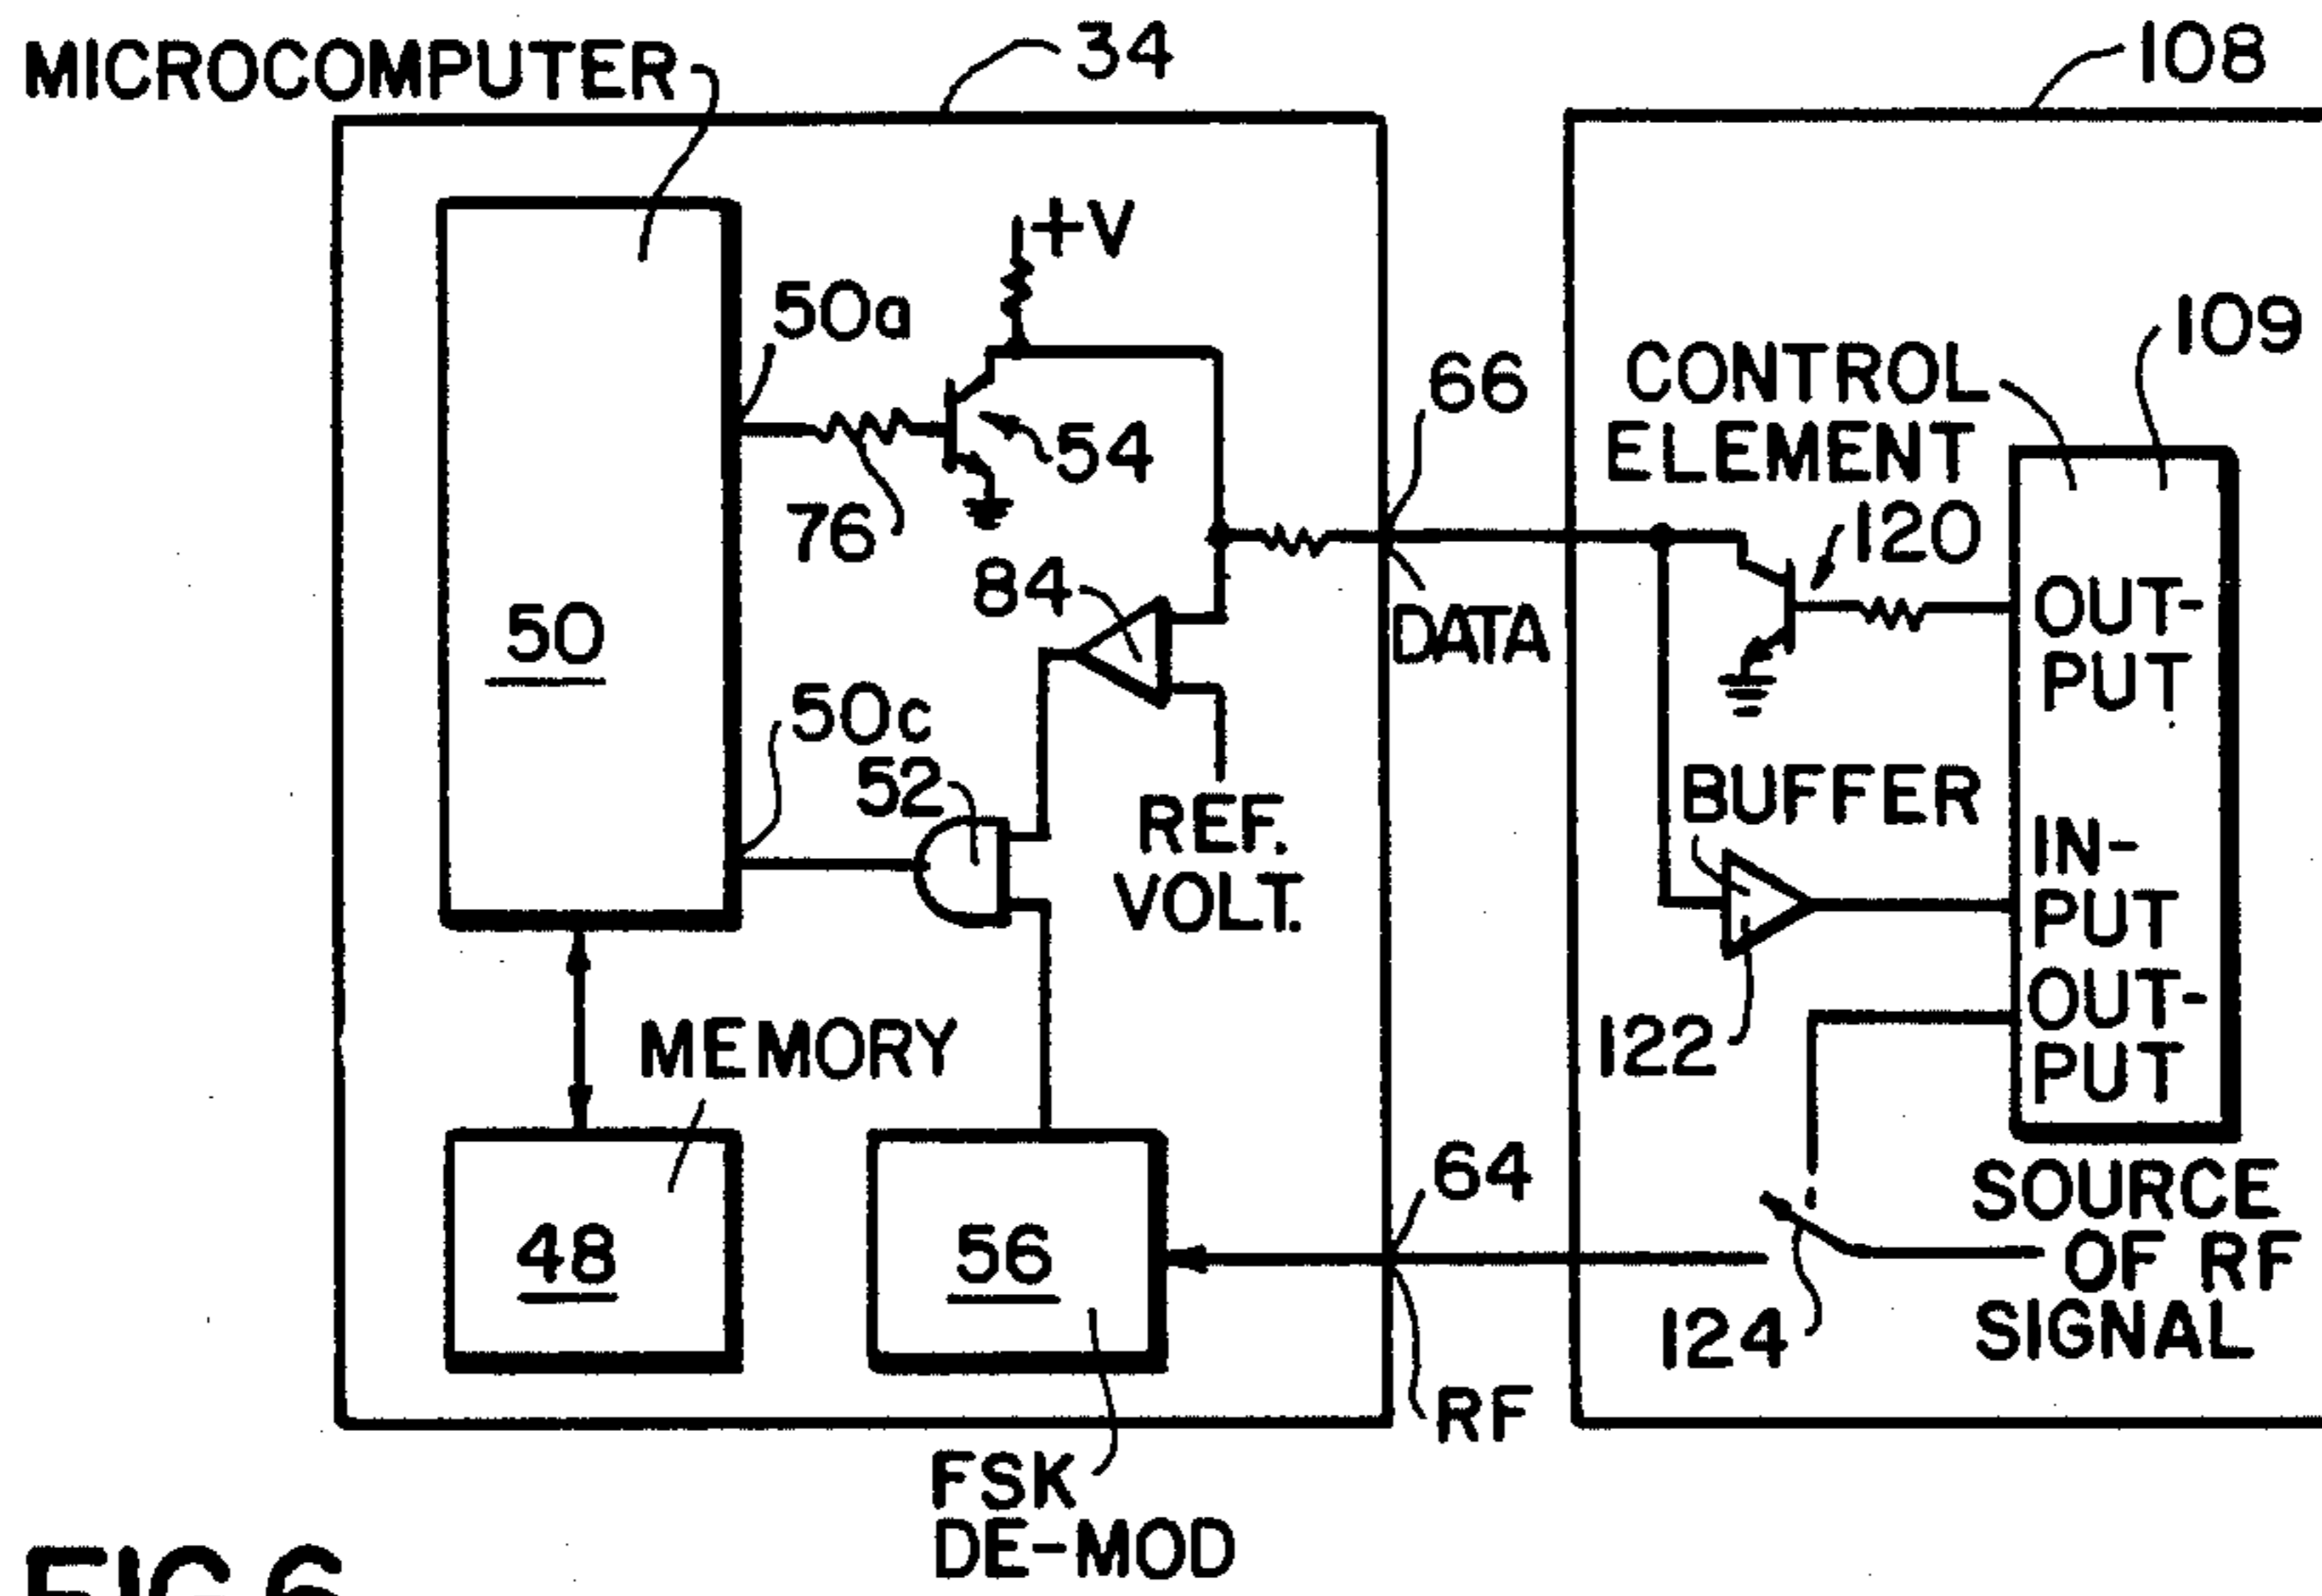 MICROCOMPUTER
34
108
+V
50a
109
66
CONTROL
ELEMENT
54
76
120
84
50
DATA
OUT-
PUT
50c
52
BUFFER
REF.
VOLT.
IN-
PUT
122
OUT-
PUT
MEMORY
64
48
56
124
SOURCE
OF RF
SIGNAL
RF
FSK
DE-MOD
FIG.6